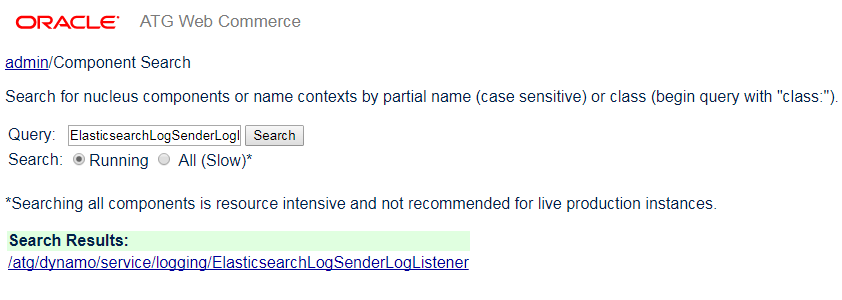 ORACLE ATG Web Commerce
admin/Component Search
Search for nucleus components or name contexts by partial name (case sensitive) or class (begin query with "class:").
Query: ElasticsearchLogSenderLogl Search
Search: Running All (Slow)*
*Searching all components is resource intensive and not recommended for live production instances.
Search Results:
/atg/dynamo/service/logging/ElasticsearchLogSenderLogListener